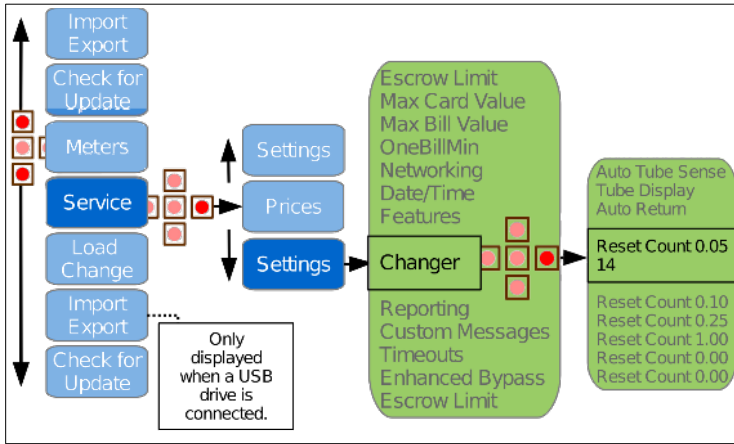 Import
Export
Check for
Update
Meters
Service
Load
Change
Import
Export
Check for
Update
Only
displayed
when a USB
drive is
connected.
Settings
Prices
Settings
Escrow Limit
Max Card Value
Max Bill Value
OneBillMin
Networking
Date/Time
Features
Changer
Reporting
Custom Messages
Timeouts
Enhanced Bypass
Escrow Limit
Auto Tube Sense
Tube Display
Auto Return
Reset Count 0.05
14
Reset Count 0.10
Reset Count 0.25
Reset Count 1.00
Reset Count 0.00
Reset Count 0.00